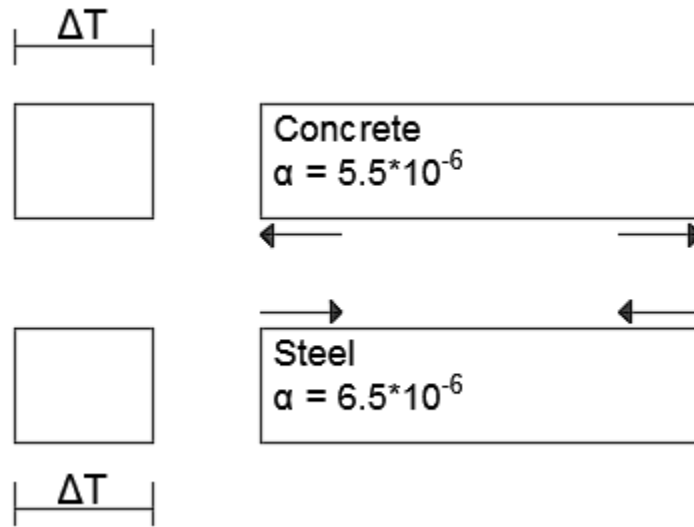 ΔT
Concrete
α = 5.5*10⁻⁶
Steel
α = 6.5*10⁻⁶
ΔT